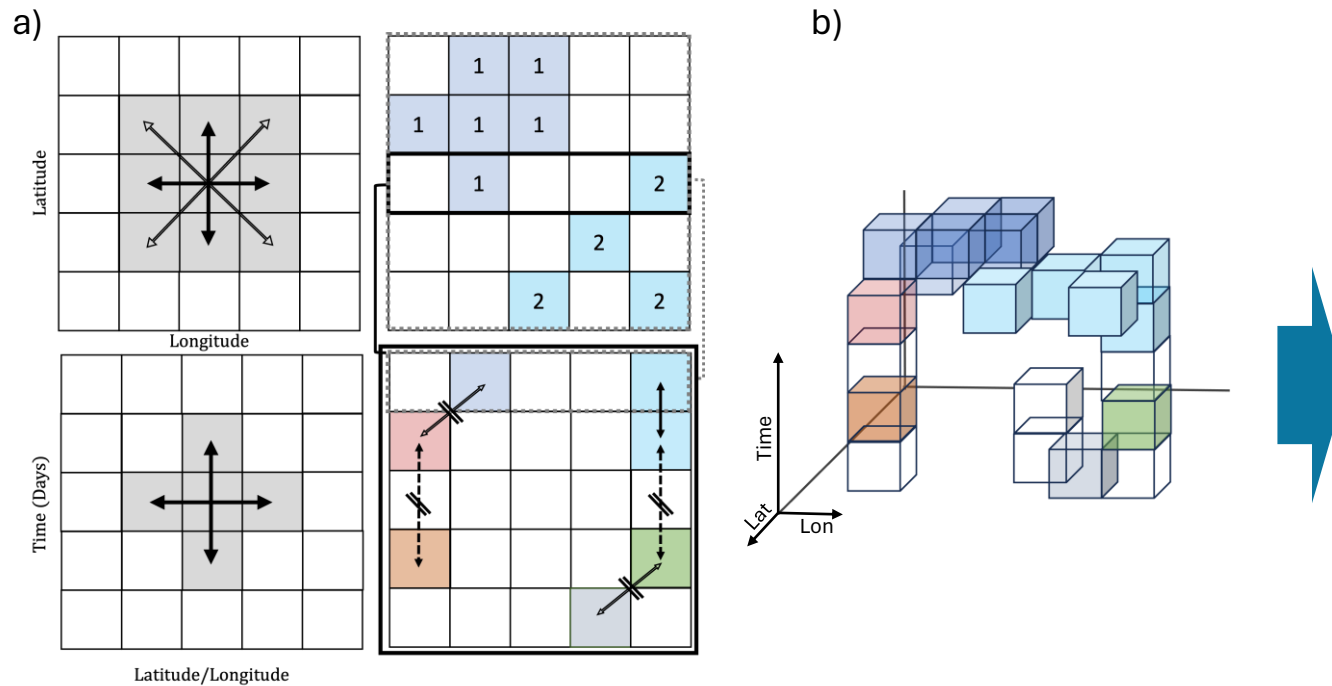 a)
Latitude
Longitude
1 1
1 1 1
1 2
2
2 2
Time (Days)
Latitude/Longitude
b)
Time
Lat
Lon